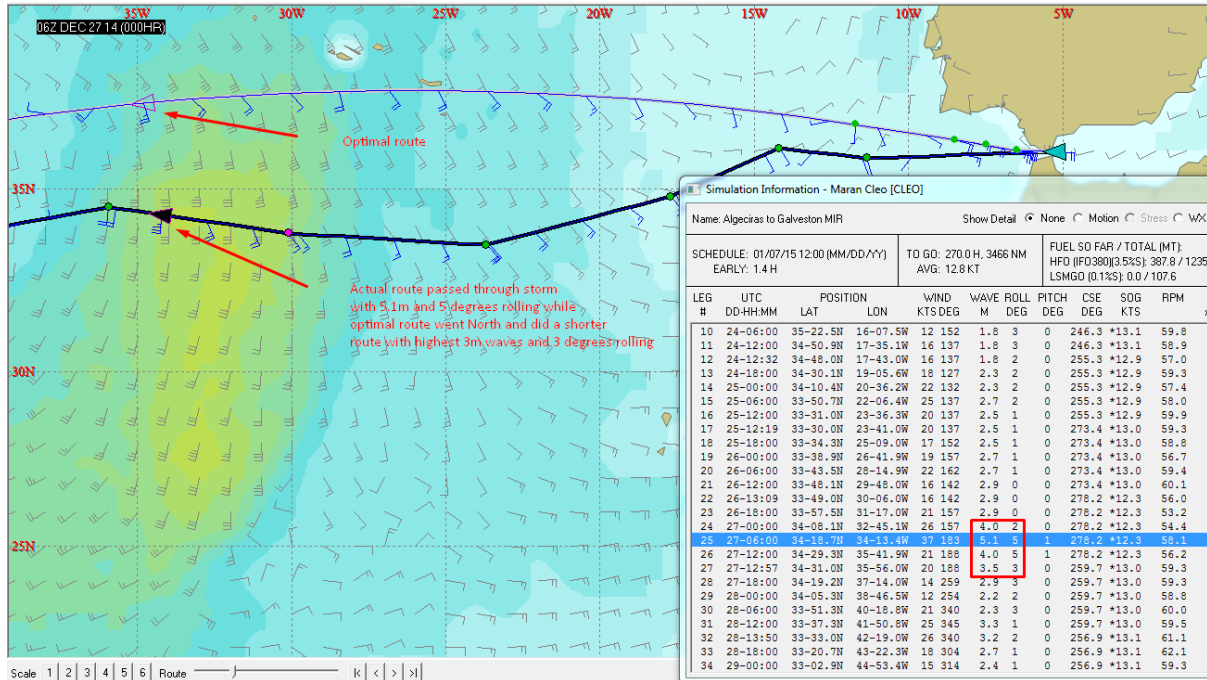 35W 30W 25W 20W 15W 10W 5W
06Z DEC 27 14 (000HR)
Optimal route
35N
Actual route passed through storm
with 5.1m and 5 degrees rolling while
optimal route went North and did a shorter
route with highest 3m waves and 3 degrees rolling
30N
25N
Scale 1 2 3 4 5 6 Route |< < > >|
Simulation Information - Maran Cleo [CLEO]
Name: Algeciras to Galveston MIR Show Detail None Motion Stress WX
SCHEDULE: 01/07/15 12:00 (MM/DD/YY)
EARLY: 1.4 H
TO GO: 270.0 H, 3466 NM
AVG: 12.8 KT
FUEL SO FAR / TOTAL (MT):
HFO (IFO380)(3.5%S): 387.8 / 1235
LSMGO (0.1%S): 0.0 / 107.6
LEG UTC POSITION WIND WAVE ROLL PITCH CSE SOG RPM
# DD-HH:MM LAT LON KTS DEG M DEG DEG DEG KTS
10 24-06:00 35-22.5N 16-07.5W 12 152 1.8 3 0 246.3 *13.1 59.8
11 24-12:00 34-50.9N 17-35.1W 16 137 1.8 3 0 246.3 *13.1 58.9
12 24-12:32 34-48.0N 17-43.0W 16 137 1.8 2 0 255.3 *12.9 57.0
13 24-18:00 34-30.1N 19-05.6W 18 127 2.3 2 0 255.3 *12.9 59.3
14 25-00:00 34-10.4N 20-36.2W 22 132 2.3 2 0 255.3 *12.9 57.4
15 25-06:00 33-50.7N 22-06.4W 25 137 2.7 2 0 255.3 *12.9 58.0
16 25-12:00 33-31.0N 23-36.3W 20 137 2.5 1 0 255.3 *12.9 59.9
17 25-12:19 33-30.0N 23-41.0W 20 137 2.5 1 0 273.4 *13.0 59.3
18 25-18:00 33-34.3N 25-09.0W 17 152 2.5 1 0 273.4 *13.0 58.8
19 26-00:00 33-38.9N 26-41.9W 19 157 2.7 1 0 273.4 *13.0 56.7
20 26-06:00 33-43.5N 28-14.9W 22 162 2.7 1 0 273.4 *13.0 59.4
21 26-12:00 33-48.1N 29-48.0W 16 142 2.9 0 0 273.4 *13.0 60.1
22 26-13:09 33-49.0N 30-06.0W 16 142 2.9 0 0 278.2 *12.3 56.0
23 26-18:00 33-57.5N 31-17.0W 21 157 2.9 0 0 278.2 *12.3 53.2
24 27-00:00 34-08.1N 32-45.1W 26 157 4.0 2 0 278.2 *12.3 54.4
25 27-06:00 34-18.7N 34-13.4W 37 183 5.1 5 1 278.2 *12.3 58.1
26 27-12:00 34-29.3N 35-41.9W 21 188 4.0 5 1 278.2 *12.3 56.2
27 27-12:57 34-31.0N 35-56.0W 20 188 3.5 3 0 259.7 *13.0 59.3
28 27-18:00 34-19.2N 37-14.0W 14 259 2.9 3 0 259.7 *13.0 59.3
29 28-00:00 34-05.3N 38-46.5W 12 254 2.2 2 0 259.7 *13.0 58.8
30 28-06:00 33-51.3N 40-18.8W 21 340 2.3 3 0 259.7 *13.0 60.0
31 28-12:00 33-37.3N 41-50.8W 25 345 3.3 1 0 259.7 *13.0 59.5
32 28-13:50 33-33.0N 42-19.0W 26 340 3.2 2 0 256.9 *13.1 61.1
33 28-18:00 33-20.7N 43-22.3W 18 304 2.7 1 0 256.9 *13.1 62.1
34 29-00:00 33-02.9N 44-53.4W 15 314 2.4 1 0 256.9 *13.1 59.3